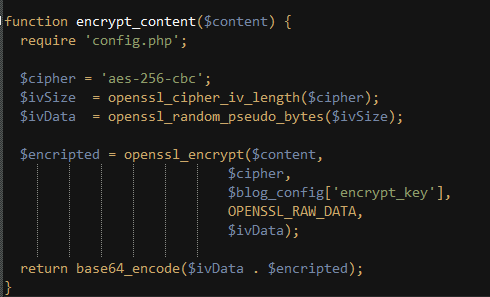 function encrypt_content($content) {
require 'config.php';
$cipher = 'aes-256-cbc';
$ivSize = openssl_cipher_iv_length($cipher);
$ivData = openssl_random_pseudo_bytes($ivSize);
$encripted = openssl_encrypt($content,
$cipher,
$blog_config['encrypt_key'],
OPENSSL_RAW_DATA,
$ivData);
return base64_encode($ivData . $encripted);
}